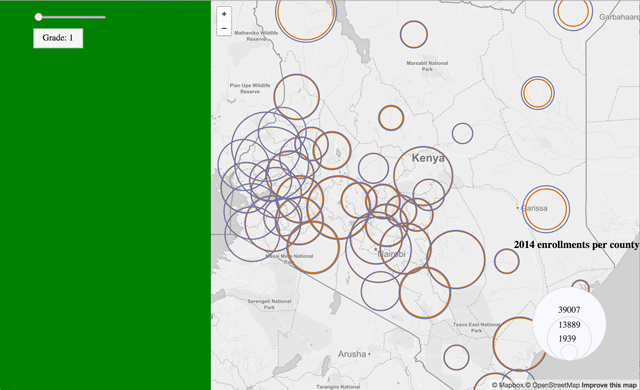 Grade: 1
+
−
Matheniko Wildlife
Reserve
Garbahaare
Marsabit National
Park
Pian Upe Wildlife
Reserve
Kenya
Garissa
2014 enrollments per county
Nairobi
Masai Mara National
Park
Serengeti National
Park
39007
13889
1939
Tsavo East National
Park
Arusha
Tarangire National
© Mapbox © OpenStreetMap Improve this map